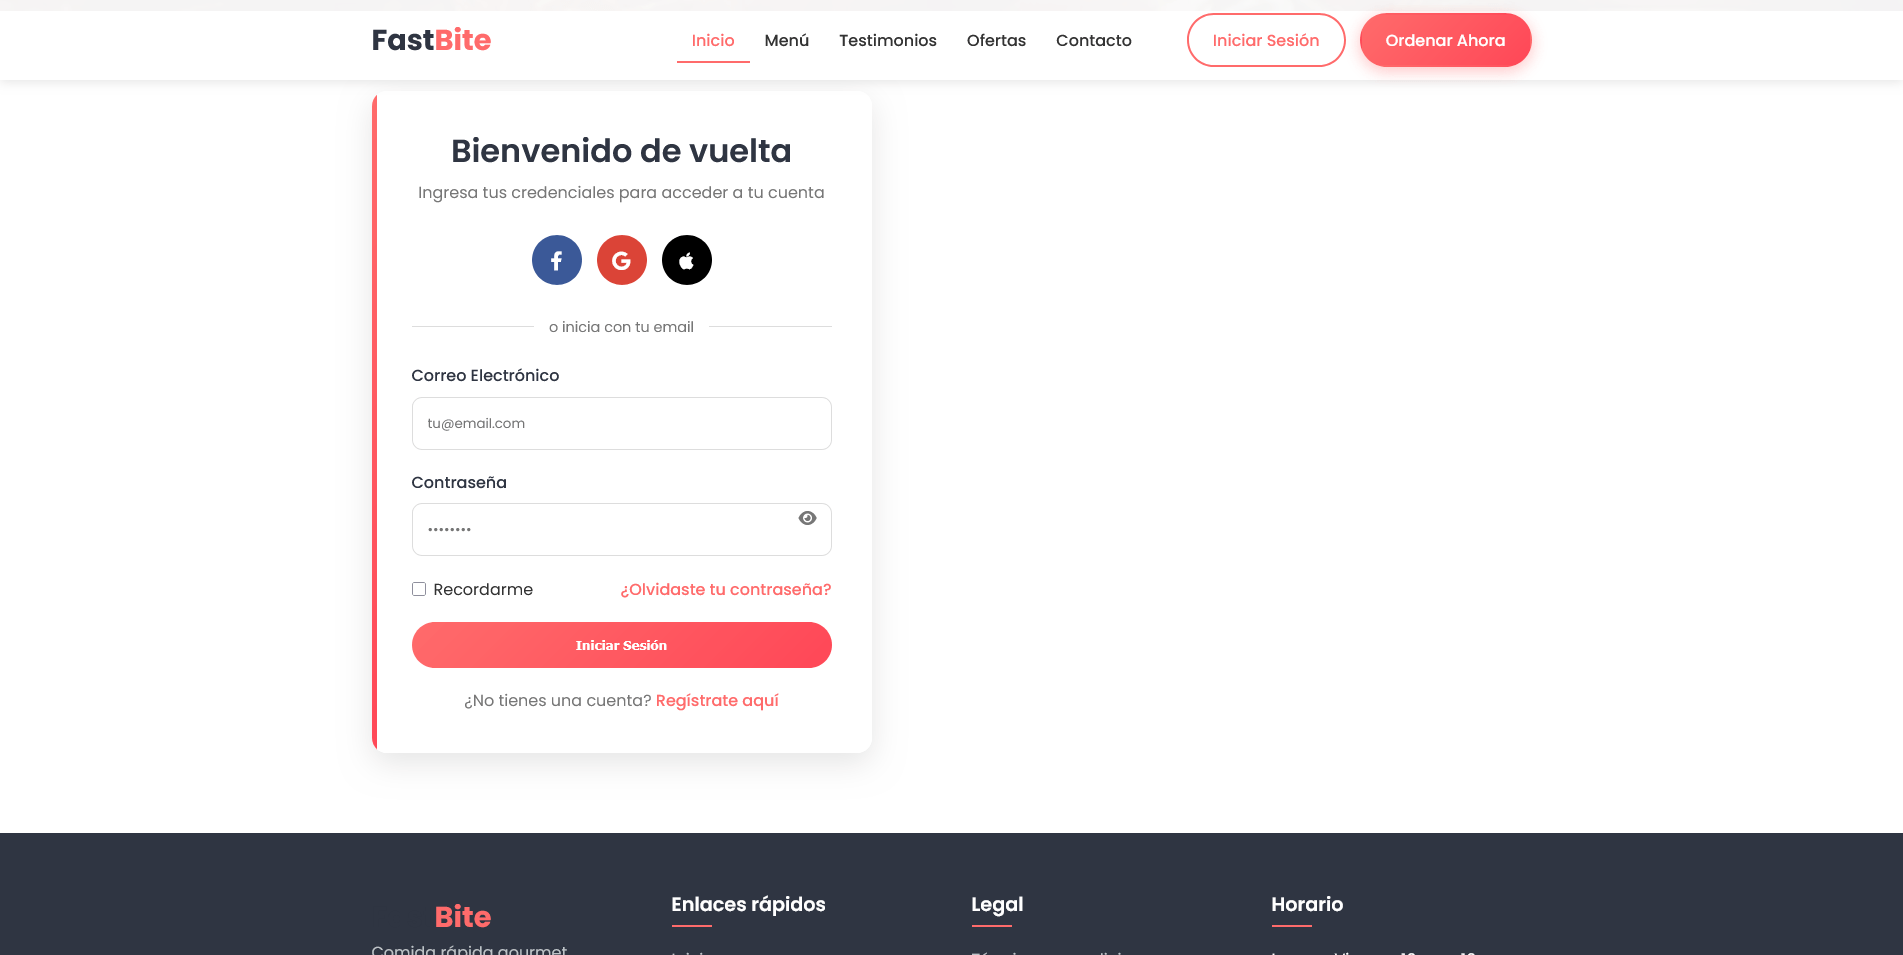 FastBite
Inicio
Menú
Testimonios
Ofertas
Contacto
Iniciar Sesión
Ordenar Ahora
Bienvenido de vuelta
Ingresa tus credenciales para acceder a tu cuenta
o inicia con tu email
Correo Electrónico
tu@email.com
Contraseña
••••••••
Recordarme
¿Olvidaste tu contraseña?
Iniciar Sesión
¿No tienes una cuenta? Regístrate aquí
Bite
Enlaces rápidos
Legal
Horario
Comida rápida gourmet